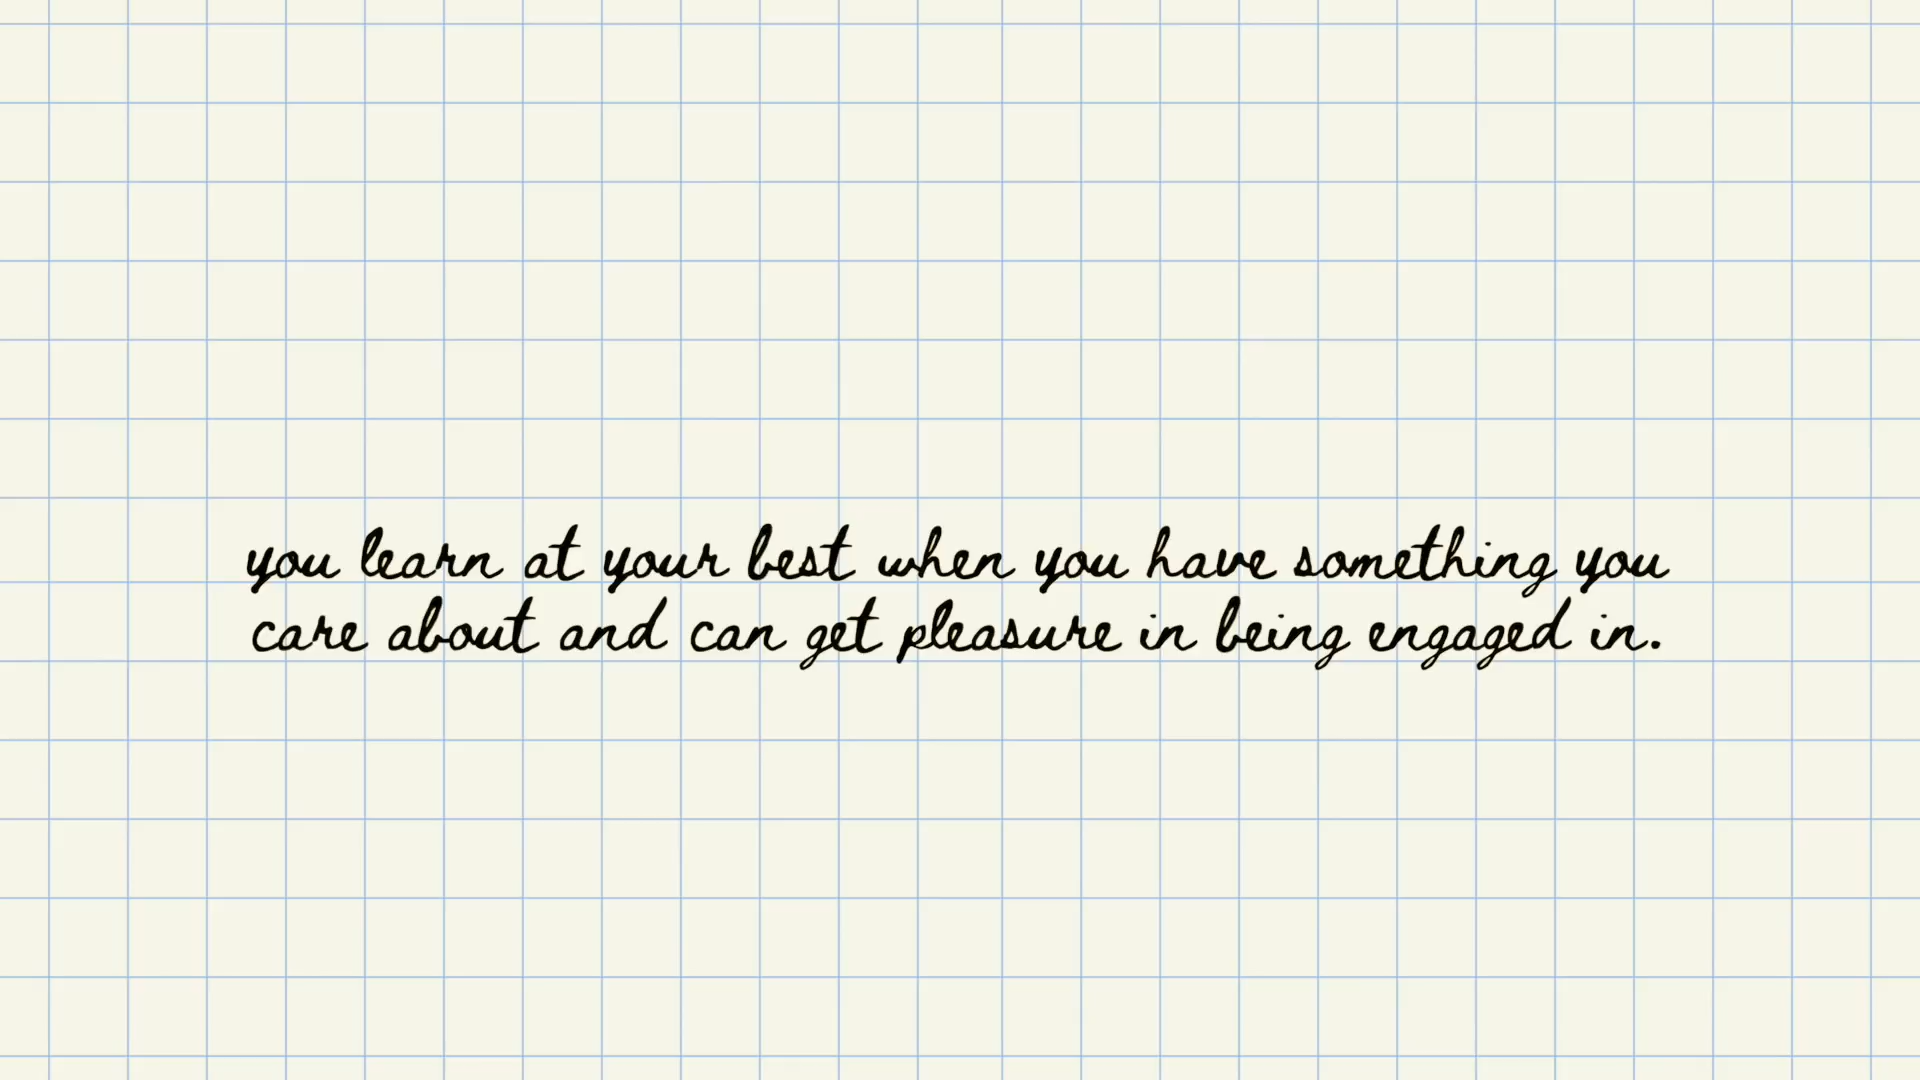 you learn at your best when you have something you
care about and can get pleasure in being engaged in.